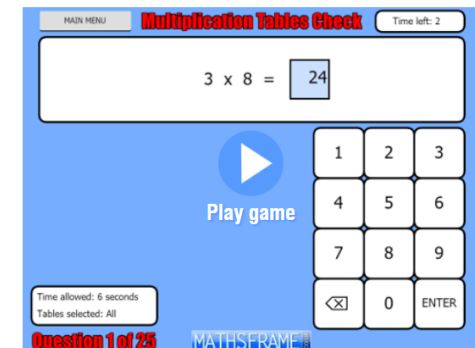 MAIN MENU
Multiplication Tables Check
Time left: 2
3 x 8 = 24
Play game
1 2 3
4 5 6
7 8 9
0 ENTER
Time allowed: 6 seconds
Tables selected: All
Question 1 of 25
MATHSFRAME